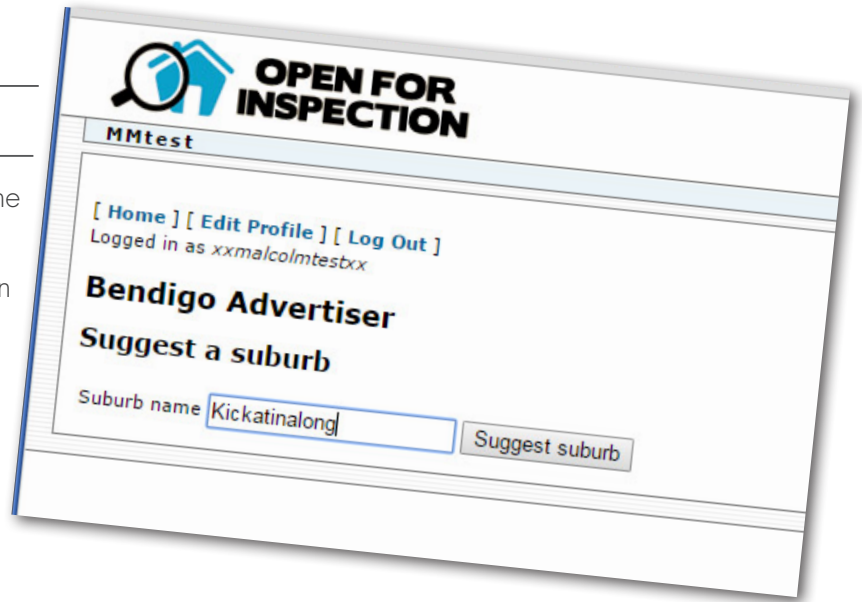 OPEN FOR
INSPECTION
MMtest
[ Home ] [ Edit Profile ] [ Log Out ]
Logged in as xxmalcolmtestxx
Bendigo Advertiser
Suggest a suburb
Suburb name Kickatinalong Suggest suburb